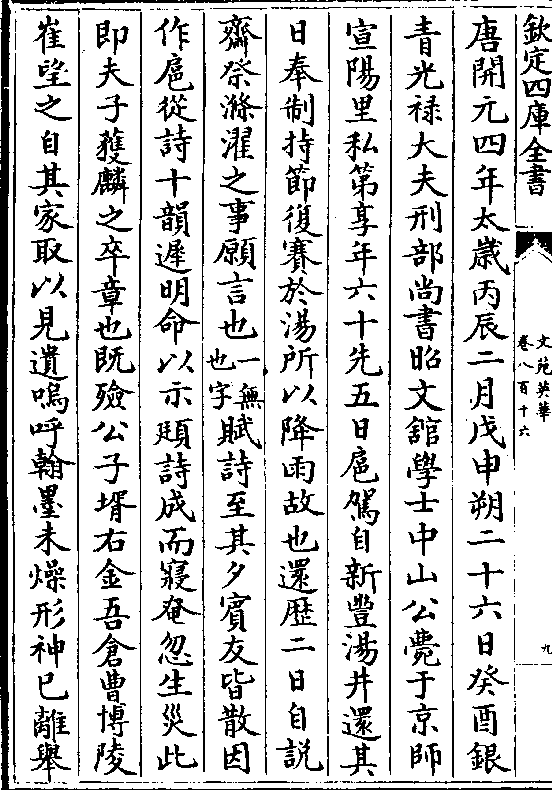 欽定四庫全書
文苑英華
卷八百十六
九
唐開元四年太歲丙辰二月戊申朔二十六日癸酉銀
青光祿大夫刑部尚書昭文館學士中山公薨于京師
宣陽里私第享年六十先五日扈駕自新豐湯井還其
日奉制持節復賽於湯所以降雨故也還歷二日自説
齋祭滌濯之事願言也一無也字賦詩至其夕賓友皆散因
作扈從詩十韻遲明命以示頲詩成而寢奄忽生災此
即夫子獲麟之卒章也既殮公子壻右金吾倉曹博陵
崔望之自其家取以見遺嗚呼翰墨未燥形神已離舉